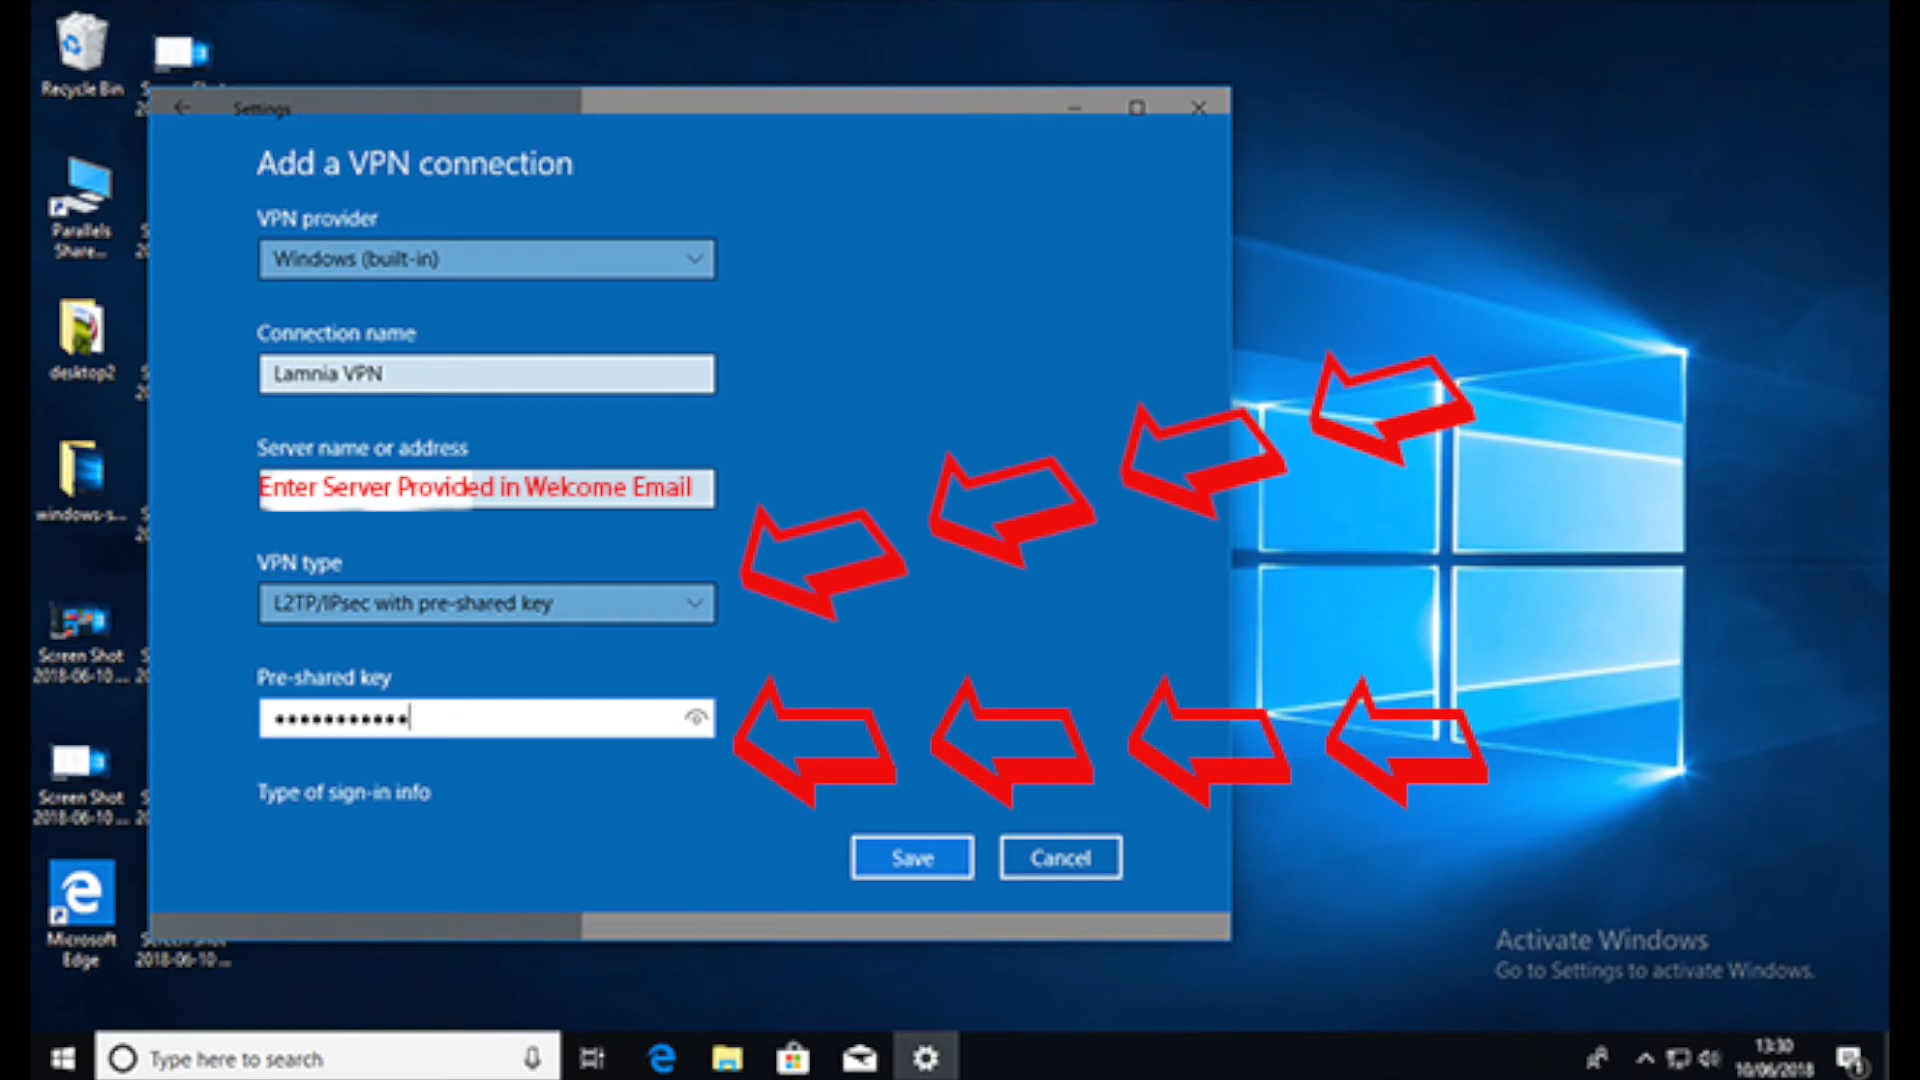 Recycle Bin
Settings
Add a VPN connection
VPN provider
Windows (built-in)
Parallels
Share...
Connection name
desktop2
Lamnia VPN
Server name or address
Enter Server Provided in Welcome Email
windows-s...
VPN type
L2TP/IPsec with pre-shared key
Screen Shot
2018-06-10 ...
Pre-shared key
•••••••••••
Type of sign-in info
Screen Shot
2018-06-10 ...
Save
Cancel
Microsoft
Edge
2018-06-10 ...
Activate Windows
Go to Settings to activate Windows.
Type here to search
13:30
10/06/2018
1